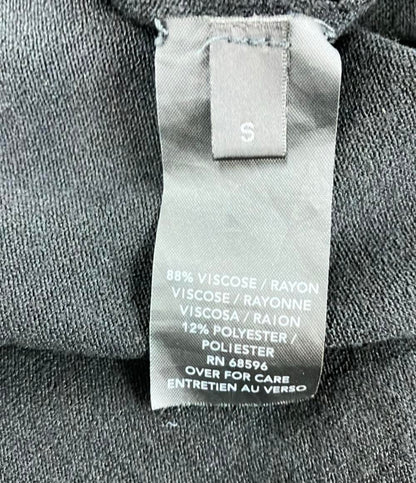 S
88% VISCOSE / RAYON
VISCOSE / RAYONNE
VISCOSA / RAION
12% POLYESTER /
POLIESTER
RN 68596
OVER FOR CARE
ENTRETIEN AU VERSO